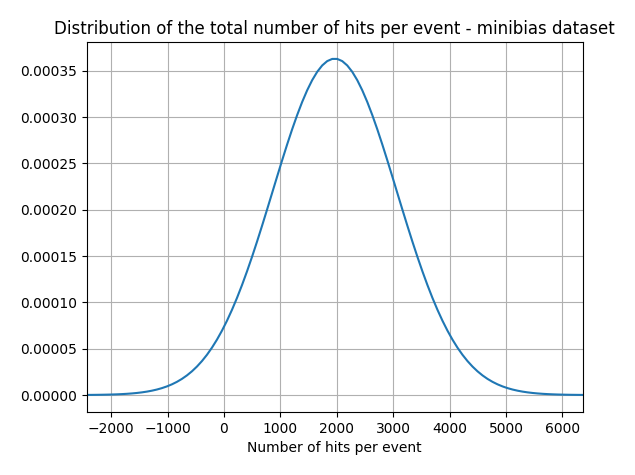 Distribution of the total number of hits per event - minibias dataset
0.00035
0.00030
0.00025
0.00020
0.00015
0.00010
0.00005
0.00000
−2000 −1000 0 1000 2000 3000 4000 5000 6000
Number of hits per event